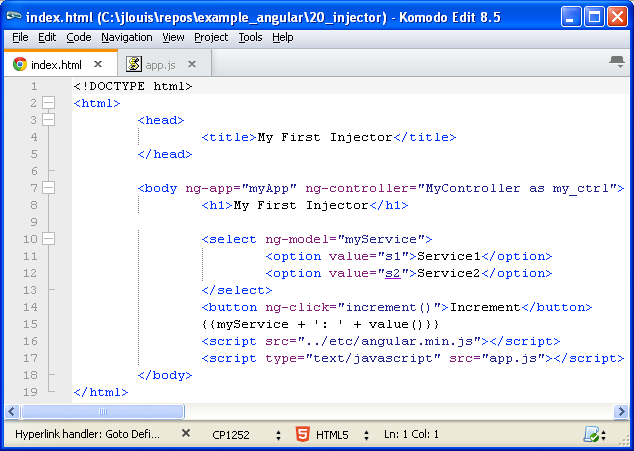 index.html (C:\jlouis\repos\example_angular\20_injector) - Komodo Edit 8.5
File Edit Code Navigation View Project Tools Help
index.html app.js
1 <!DOCTYPE html>
2 <html>
3 <head>
4 <title>My First Injector</title>
5 </head>
6
7 <body ng-app="myApp" ng-controller="MyController as my_ctrl">
8 <h1>My First Injector</h1>
9
10 <select ng-model="myService">
11 <option value="s1">Service1</option>
12 <option value="s2">Service2</option>
13 </select>
14 <button ng-click="increment()">Increment</button>
15 {{myService + ': ' + value()}}
16 <script src="../etc/angular.min.js"></script>
17 <script type="text/javascript" src="app.js"></script>
18 </body>
19 </html>
Hyperlink handler: Goto Defi... CP1252 HTML5 Ln: 1 Col: 1